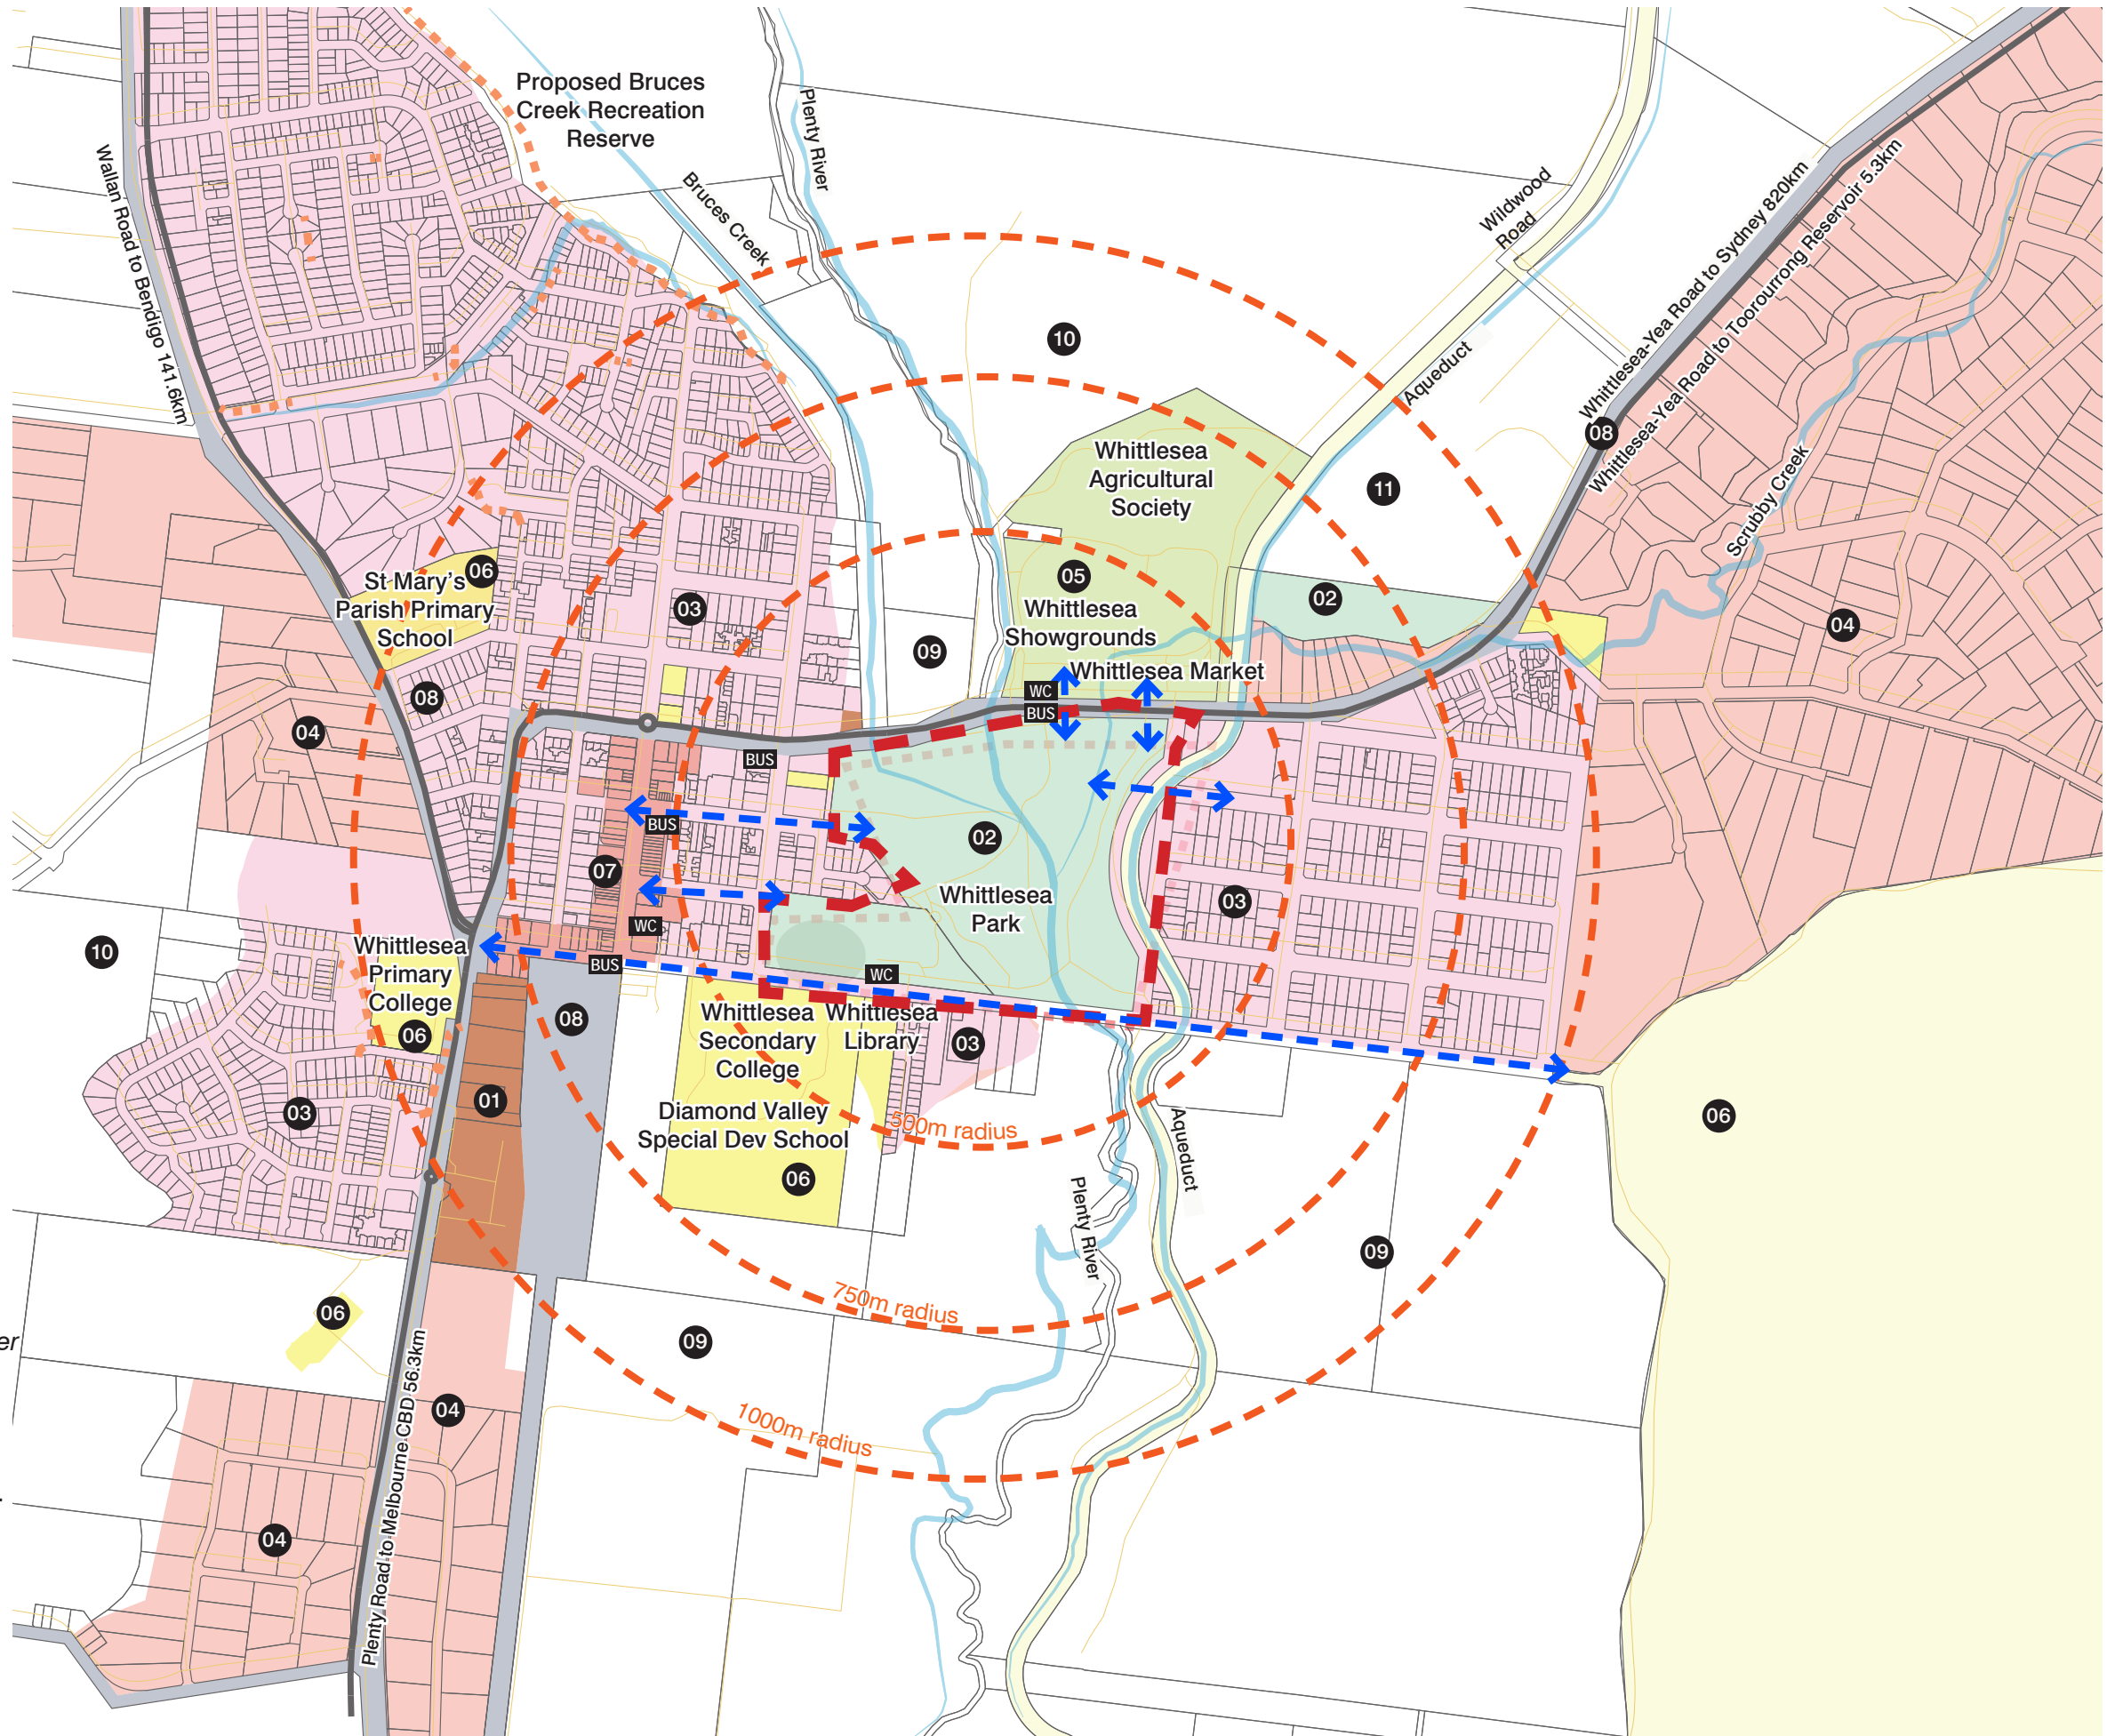 Proposed Bruces
Creek Recreation
Reserve
Plenty River
Bruces Creek
Wallan Road to Bendigo 141.6km
Wildwood
Road
Whittlesea-Yea Road to Sydney 820km
Whittlesea-Yea Road to Toorourrong Reservoir 5.3km
10
Aqueduct
08
Whittlesea
Agricultural
Society
11
Scrubby Creek
06
St Mary's
Parish Primary
School
03
05
Whittlesea
Showgrounds
02
04
09
Whittlesea Market
08
WC
BUS
04
BUS
BUS
02
07
Whittlesea
Park
03
WC
10
Whittlesea
Primary
College
06
BUS
WC
08
Whittlesea
Secondary
College
Whittlesea
Library
03
01
03
Diamond Valley
Special Dev School
06
500m radius
Aqueduct
06
Plenty River
09
750m radius
06
er
09
Plenty Road to Melbourne CBD 56.3km
04
1000m radius
04